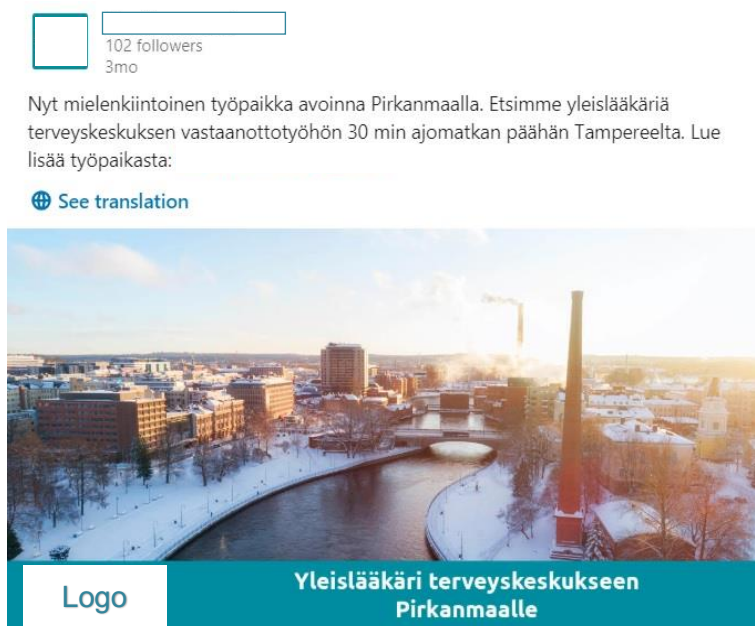 102 followers
3mo
Nyt mielenkiintoinen työpaikka avoinna Pirkanmaalla. Etsimme yleislääkäriä
terveyskeskuksen vastaanottotyöhön 30 min ajomatkan päähän Tampereelta. Lue
lisää työpaikasta:
See translation
Logo
Yleislääkäri terveyskeskukseen
Pirkanmaalle